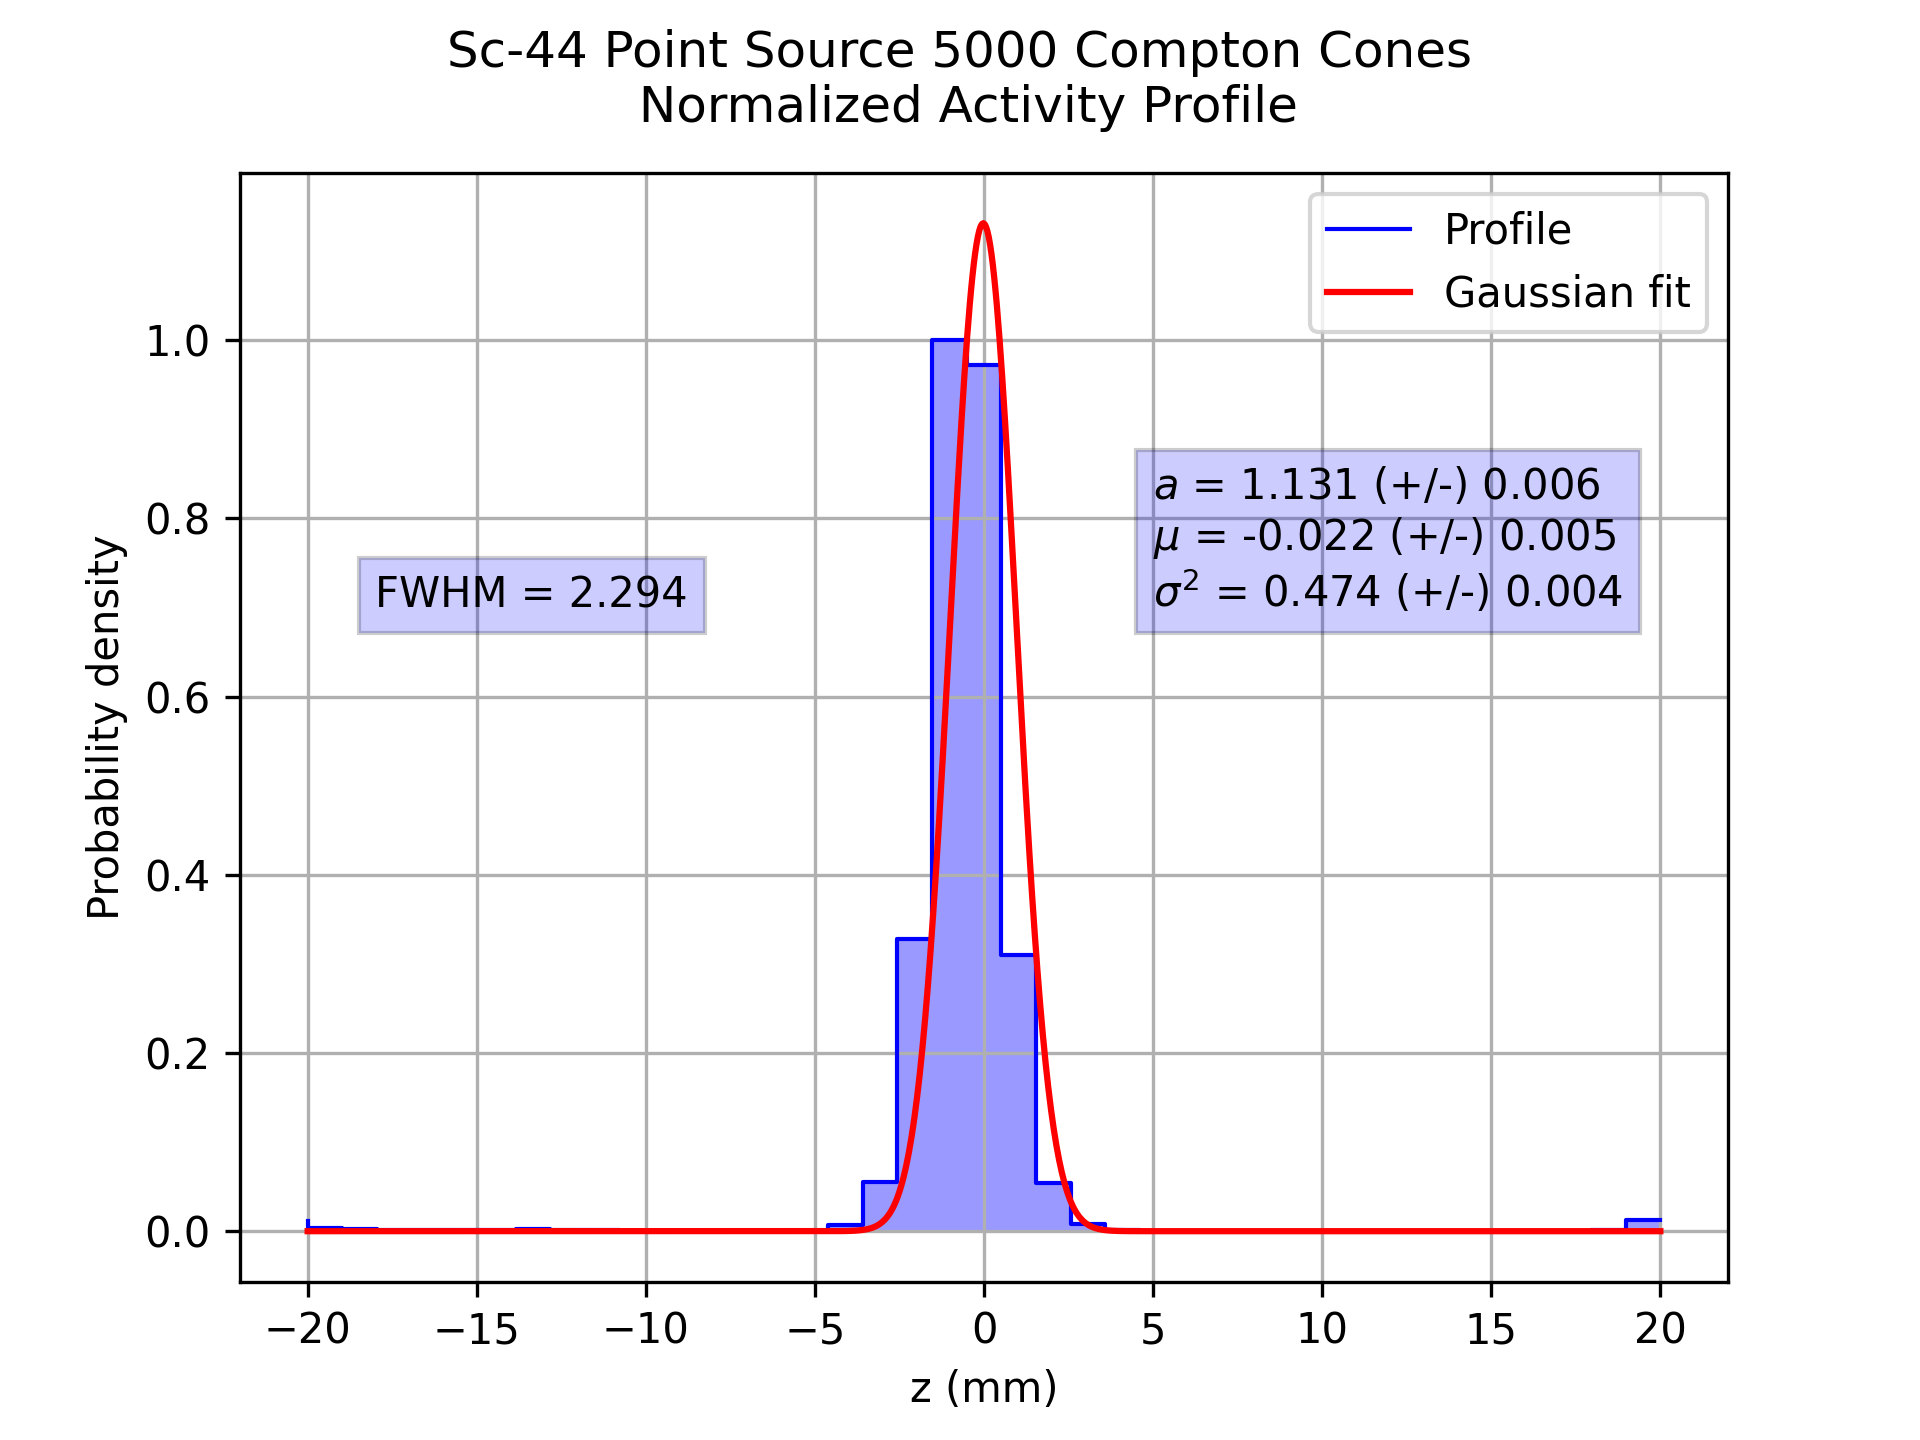 Sc-44 Point Source 5000 Compton Cones
Normalized Activity Profile
Profile
Gaussian fit
a = 1.131 (+/-) 0.006
μ = -0.022 (+/-) 0.005
σ² = 0.474 (+/-) 0.004
FWHM = 2.294
Probability density
1.0
0.8
0.6
0.4
0.2
0.0
−20 −15 −10 −5 0 5 10 15 20
z (mm)